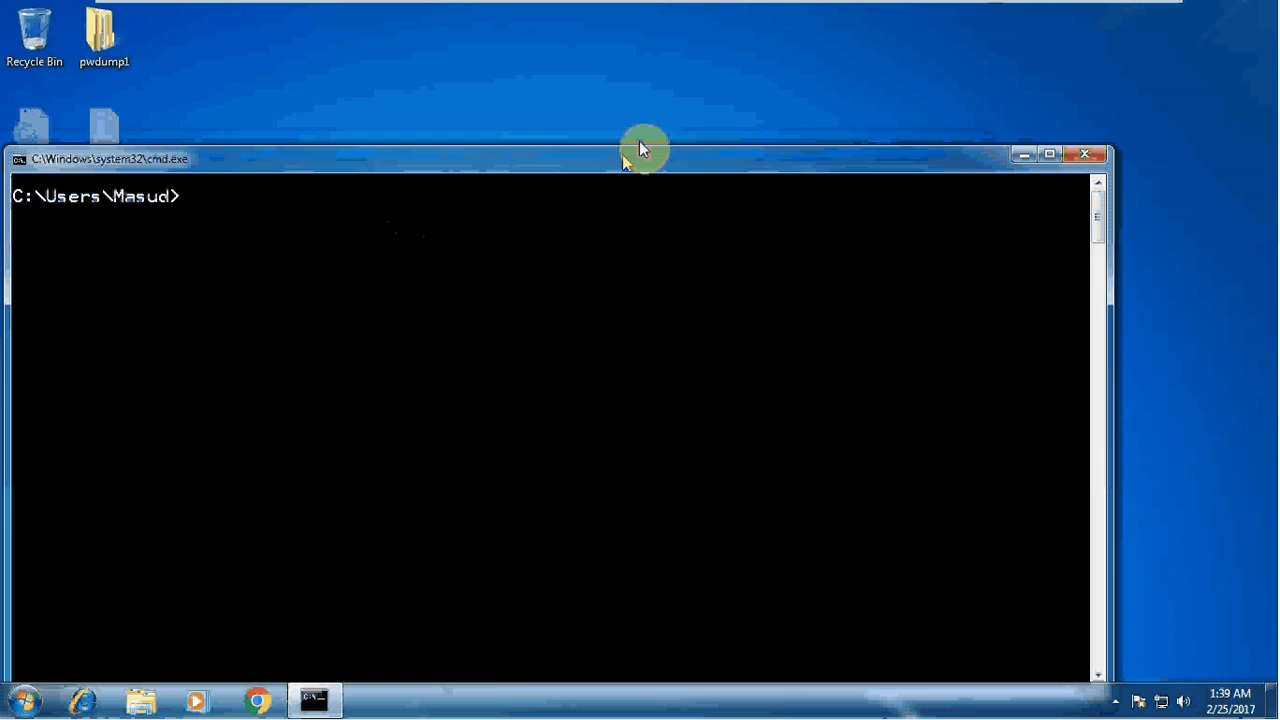 Recycle Bin
pwdump1
C:\Windows\system32\cmd.exe
C:\Users\Masud>
1:39 AM
2/25/2017